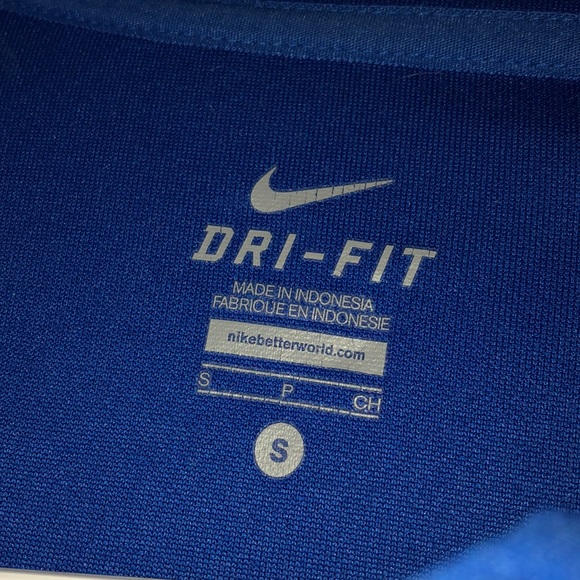 DRI-FIT
MADE IN INDONESIA
FABRIQUE EN INDONESIE
nikebetterworld.com
S P CH
S